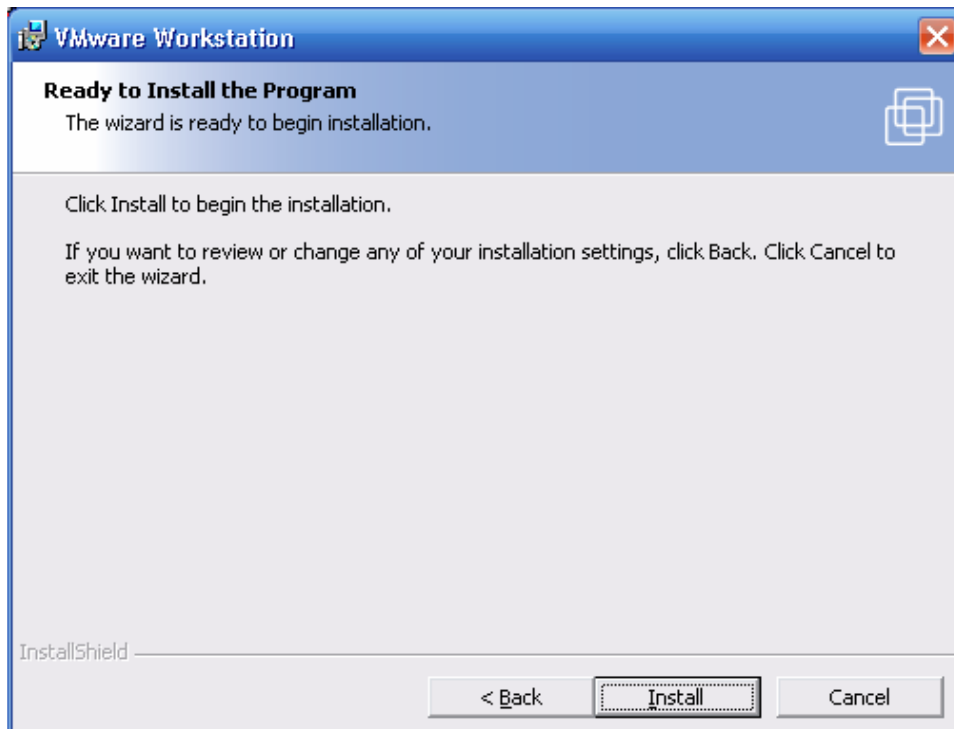 VMware Workstation
Ready to Install the Program
The wizard is ready to begin installation.
Click Install to begin the installation.
If you want to review or change any of your installation settings, click Back. Click Cancel to
exit the wizard.
InstallShield
< Back
Install
Cancel